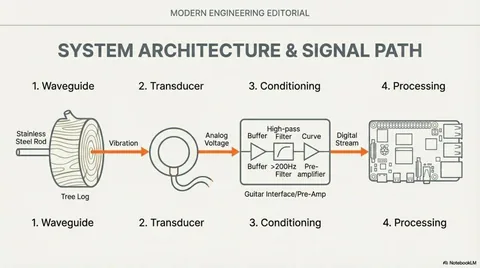 MODERN ENGINEERING EDITORIAL
SYSTEM ARCHITECTURE & SIGNAL PATH
1. Waveguide
2. Transducer
3. Conditioning
4. Processing
Stainless
Steel Rod
Tree Log
Vibration
Analog
Voltage
Buffer
Buffer
High-pass
Filter
>200Hz
Filter
Curve
Pre-
amplifier
Guitar Interface/Pre-Amp
Digital
Stream
1. Waveguide
2. Transducer
3. Conditioning
4. Processing
NotebookLM